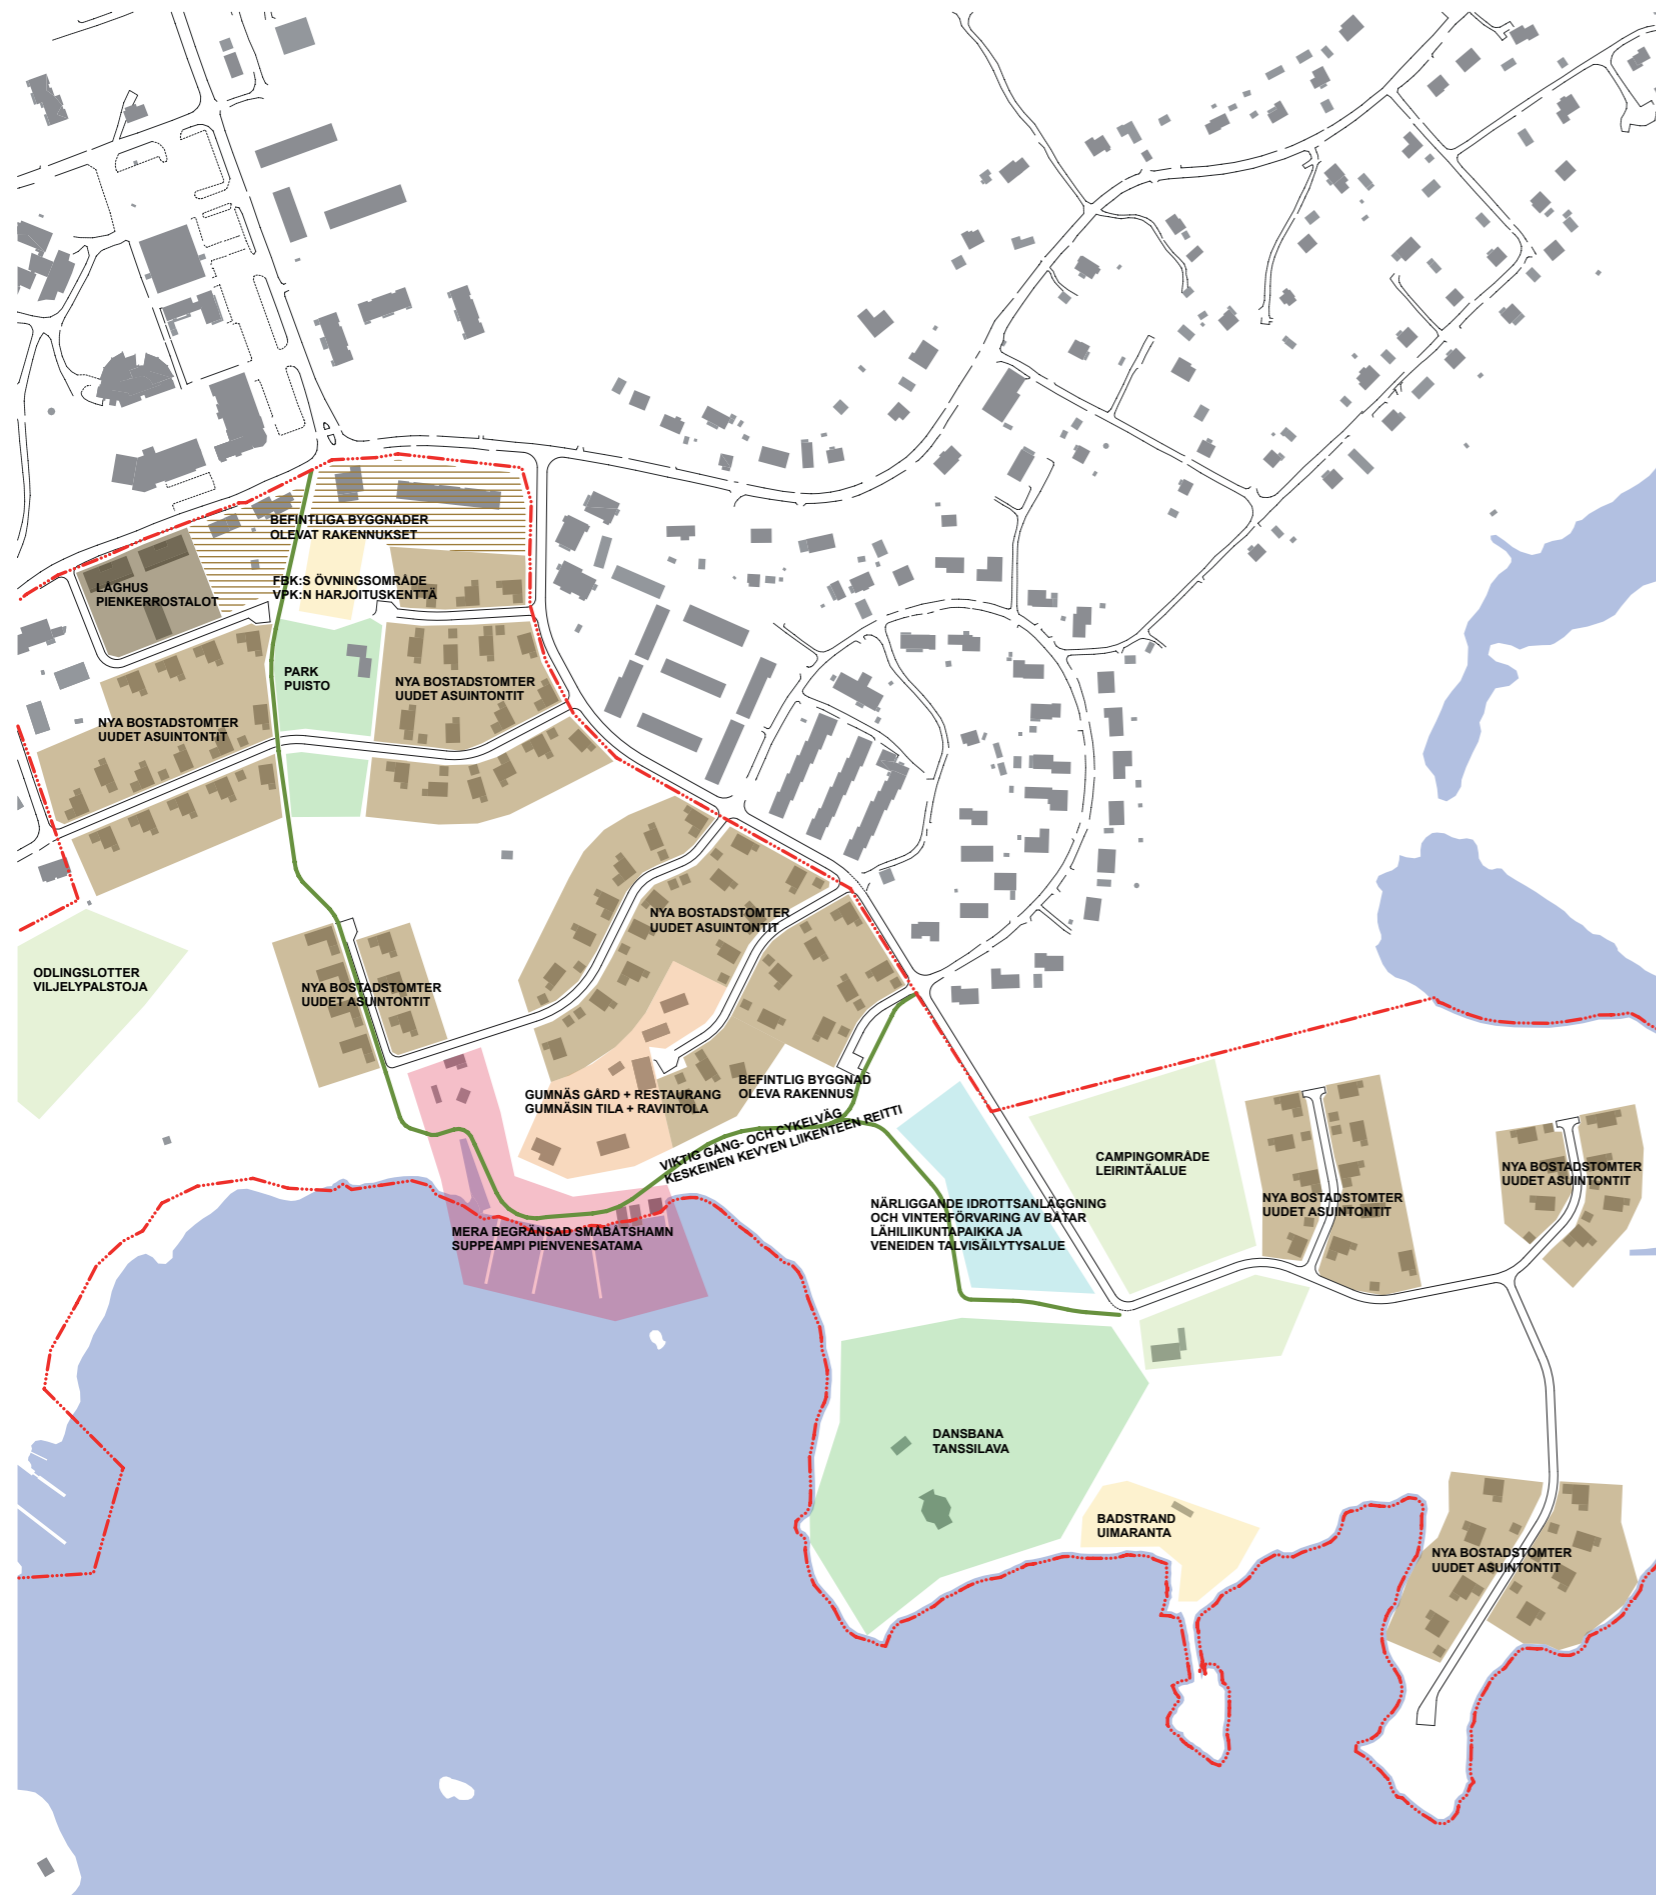 BEFINTLIGA BYGGNADER
OLEVAT RAKENNUKSET
FBK:S ÖVNINGSOMRÅDE
VPK:N HARJOITUSKENTTÄ
LÅGHUS
PIENKERROSTALOT
PARK
PUISTO
NYA BOSTADSTOMTER
UUDET ASUINTONTIT
NYA BOSTADSTOMTER
UUDET ASUINTONTIT
NYA BOSTADSTOMTER
UUDET ASUINTONTIT
ODLINGSLOTTER
VILJELYPALSTOJA
NYA BOSTADSTOMTER
UUDET ASUINTONTIT
GUMNÄS GÅRD + RESTAURANG
GUMNÄSIN TILA + RAVINTOLA
BEFINTLIG BYGGNAD
OLEVA RAKENNUS
VIKTIG GÅNG- OCH CYKELVÄG
KESKEINEN KEVYEN LIIKENTEEN REITTI
CAMPINGOMRÅDE
LEIRINTÄALUE
NYA BOSTADSTOMTER
UUDET ASUINTONTIT
NYA BOSTADSTOMTER
UUDET ASUINTONTIT
NÄRLIGGANDE IDROTTSANLÄGGNING
OCH VINTERFÖRVARING AV BÅTAR
LÄHILIIKUNTAPAIKKA JA
VENEIDEN TALVISÄILYTYSALUE
MERA BEGRÄNSAD SMÅBÅTSHAMN
SUPPEAMPI PIENVENESATAMA
DANSBANA
TANSSILAVA
BADSTRAND
UIMARANTA
NYA BOSTADSTOMTER
UUDET ASUINTONTIT